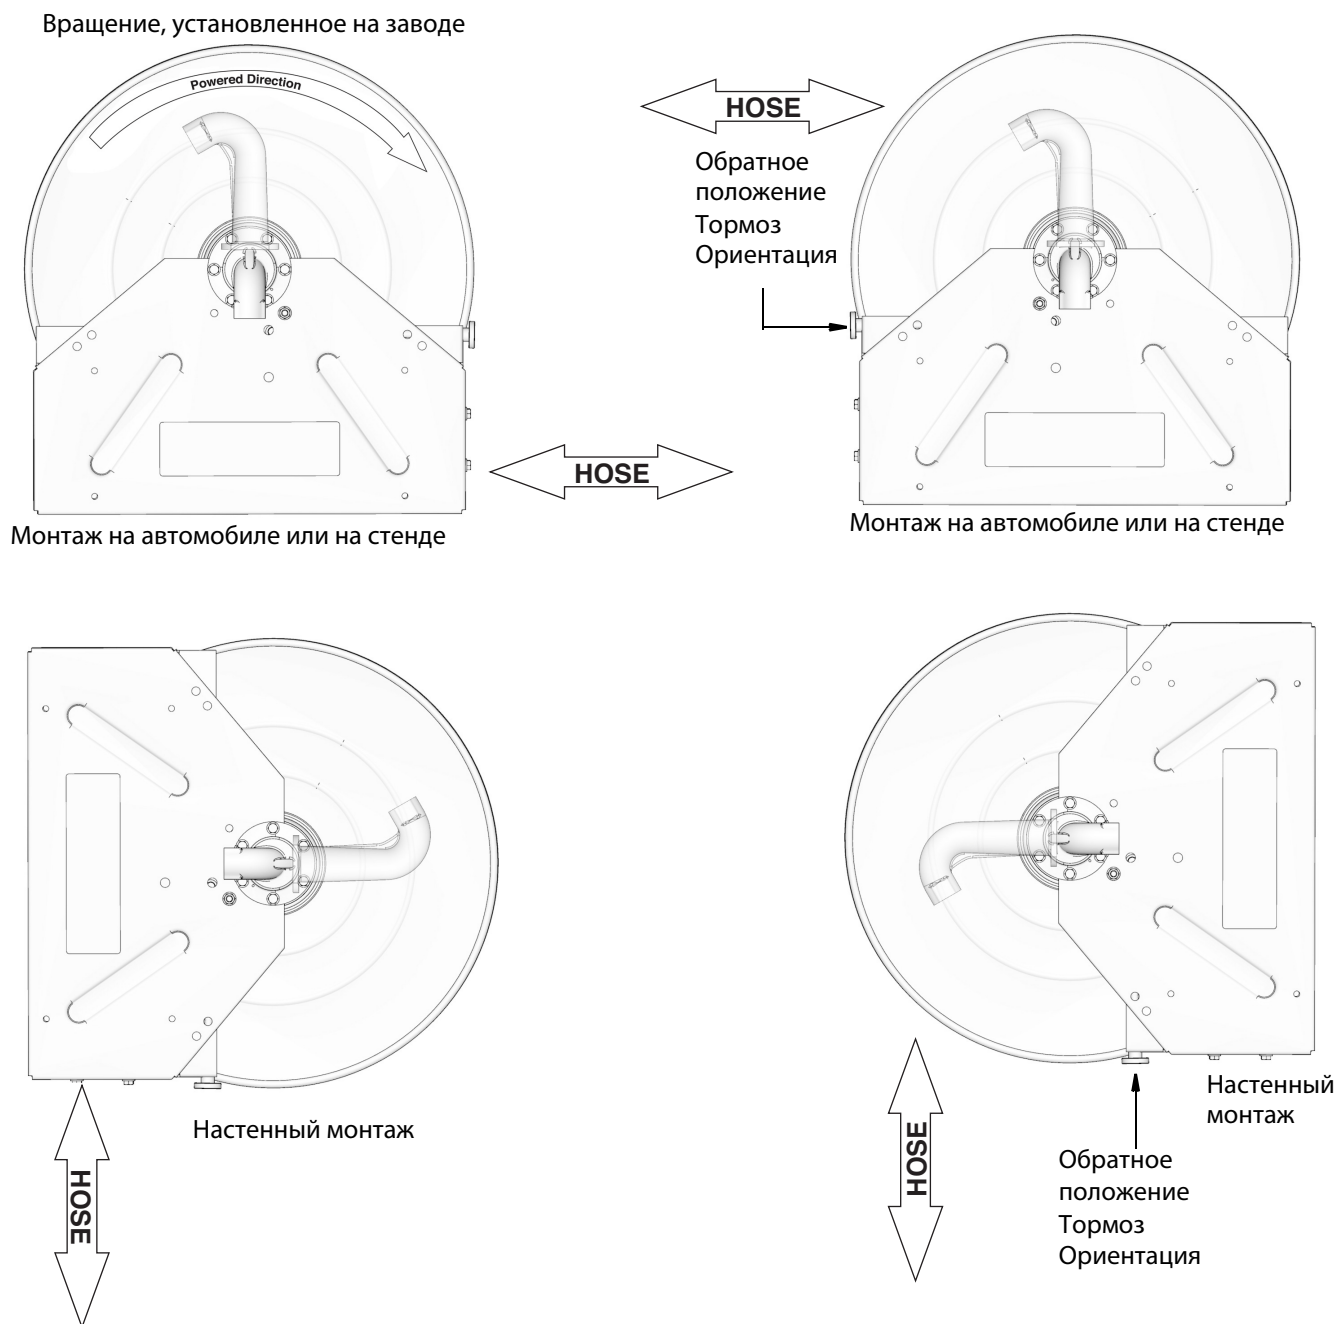 Вращение, установленное на заводе
Powered Direction
HOSE
Обратное
положение
Тормоз
Ориентация
HOSE
Монтаж на автомобиле или на стенде
Монтаж на автомобиле или на стенде
Настенный монтаж
HOSE
HOSE
Настенный
монтаж
Обратное
положение
Тормоз
Ориентация